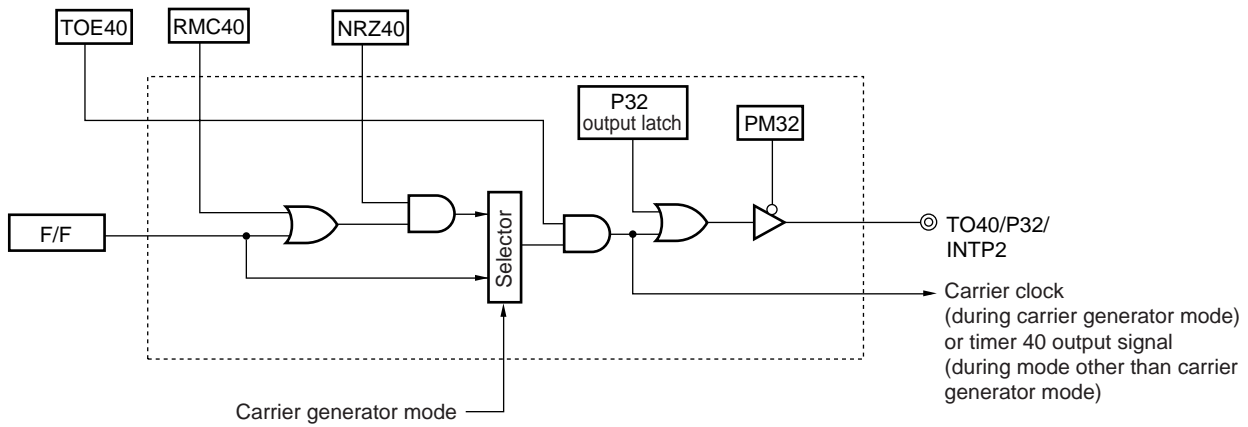 TOE40
RMC40
NRZ40
P32
output latch
PM32
F/F
Selector
TO40/P32/
INTP2
Carrier clock
(during carrier generator mode)
or timer 40 output signal
(during mode other than carrier
generator mode)
Carrier generator mode